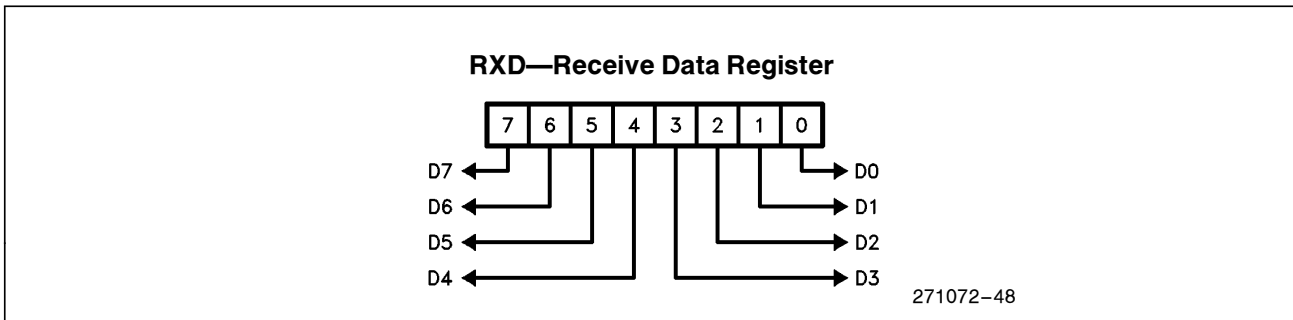 RXD—Receive Data Register
7 6 5 4 3 2 1 0
D7 D0
D6 D1
D5 D2
D4 D3
271072–48